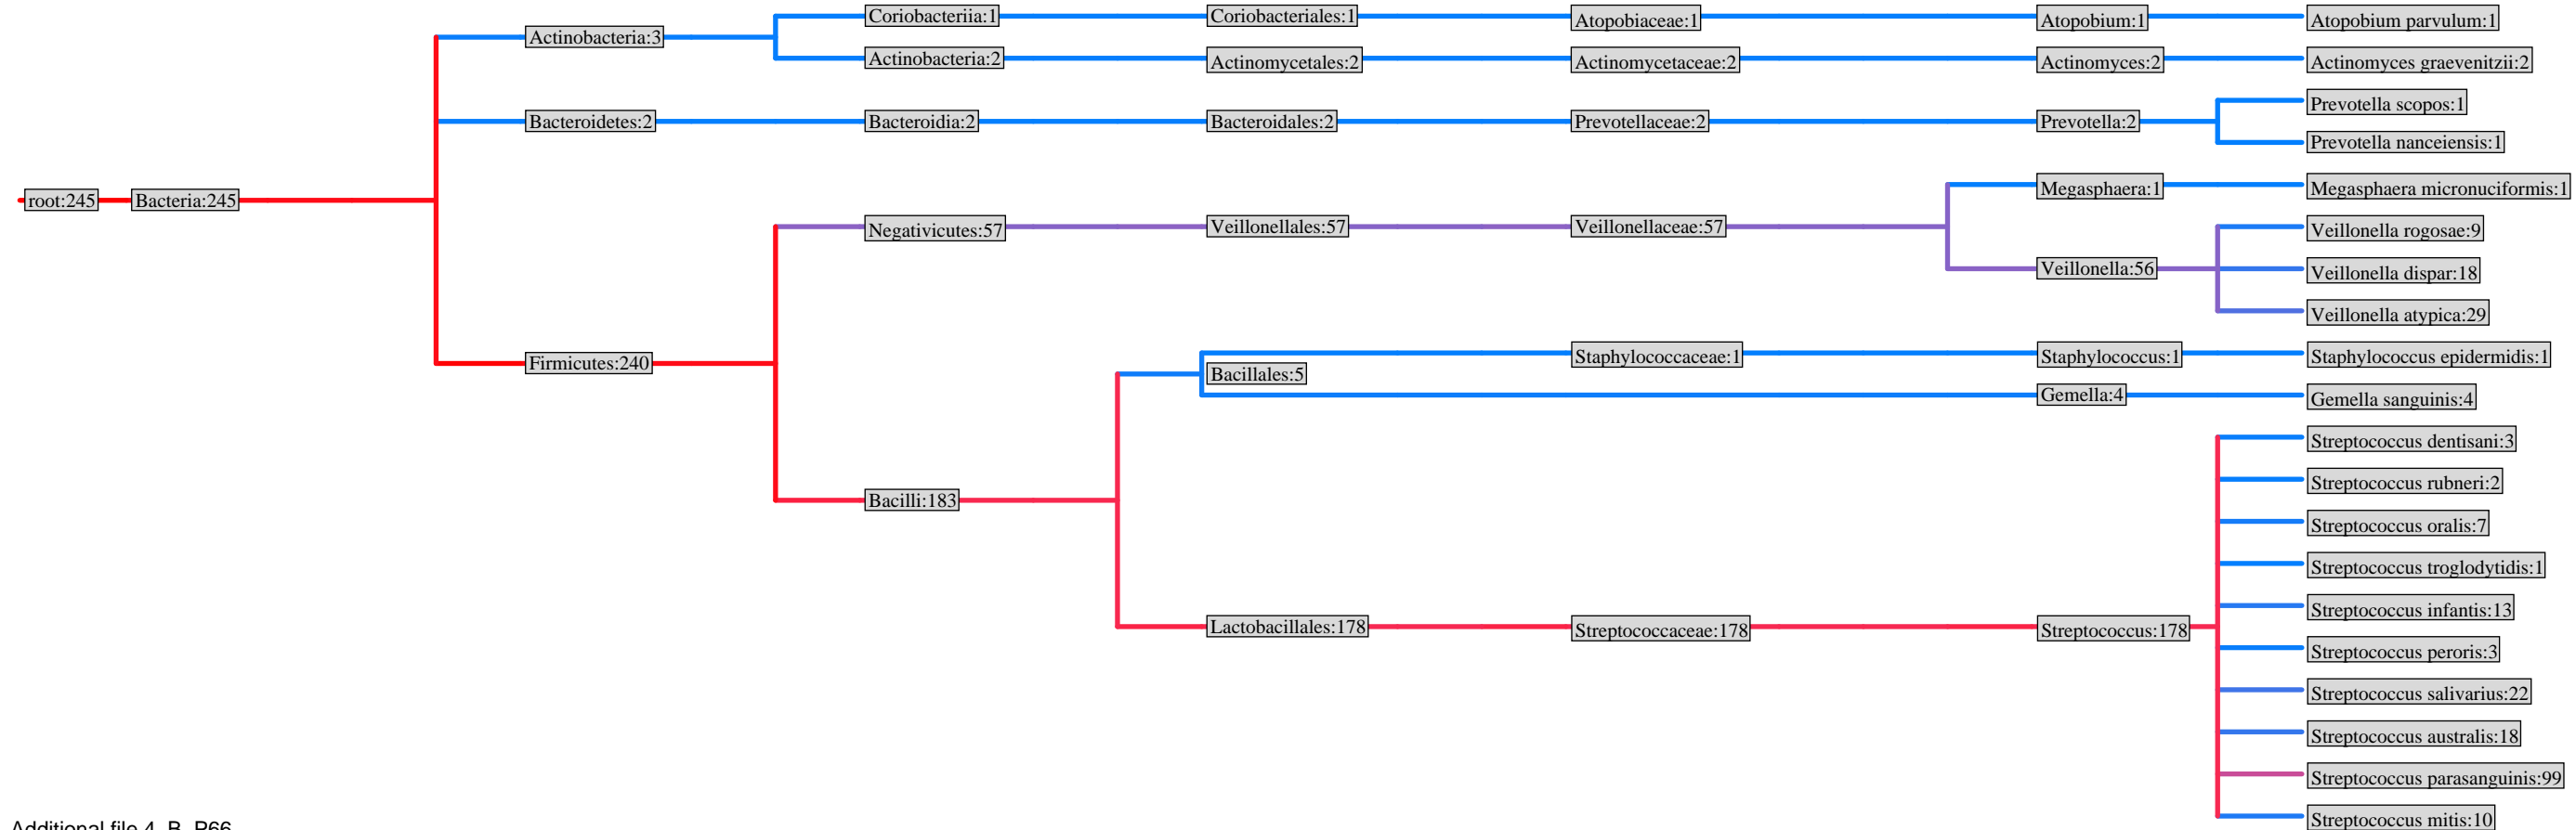 Coriobacteriia:1 Coriobacteriales:1 Atopobiaceae:1 Atopobium:1 Atopobium parvulum:1
Actinobacteria:3
Actinobacteria:2 Actinomycetales:2 Actinomycetaceae:2 Actinomyces:2 Actinomyces graevenitzii:2
Prevotella scopos:1
Bacteroidetes:2 Bacteroidia:2 Bacteroidales:2 Prevotellaceae:2 Prevotella:2
Prevotella nanceiensis:1
Megasphaera:1 Megasphaera micronuciformis:1
root:245 Bacteria:245
Negativicutes:57 Veillonellales:57 Veillonellaceae:57 Veillonella rogosae:9
Veillonella:56 Veillonella dispar:18
Veillonella atypica:29
Staphylococcaceae:1 Staphylococcus:1 Staphylococcus epidermidis:1
Firmicutes:240
Bacillales:5
Gemella:4 Gemella sanguinis:4
Streptococcus dentisani:3
Streptococcus rubneri:2
Bacilli:183
Streptococcus oralis:7
Streptococcus troglodytidis:1
Streptococcus infantis:13
Lactobacillales:178 Streptococcaceae:178 Streptococcus:178
Streptococcus peroris:3
Streptococcus salivarius:22
Streptococcus australis:18
Streptococcus parasanguinis:99
Streptococcus mitis:10
Additional file 4 B P66